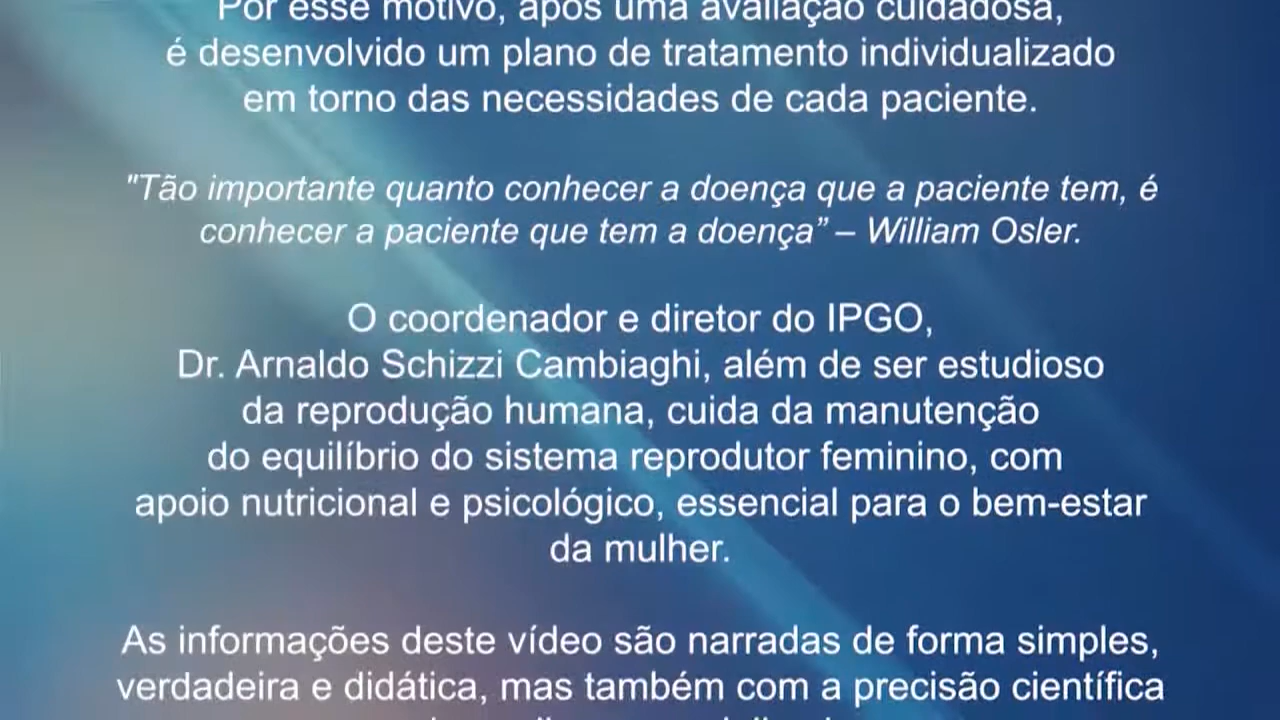 Por esse motivo, após uma avaliação cuidadosa,
é desenvolvido um plano de tratamento individualizado
em torno das necessidades de cada paciente.
"Tão importante quanto conhecer a doença que a paciente tem, é
conhecer a paciente que tem a doença” – William Osler.
O coordenador e diretor do IPGO,
Dr. Arnaldo Schizzi Cambiaghi, além de ser estudioso
da reprodução humana, cuida da manutenção
do equilíbrio do sistema reprodutor feminino, com
apoio nutricional e psicológico, essencial para o bem-estar
da mulher.
As informações deste vídeo são narradas de forma simples,
verdadeira e didática, mas também com a precisão científica